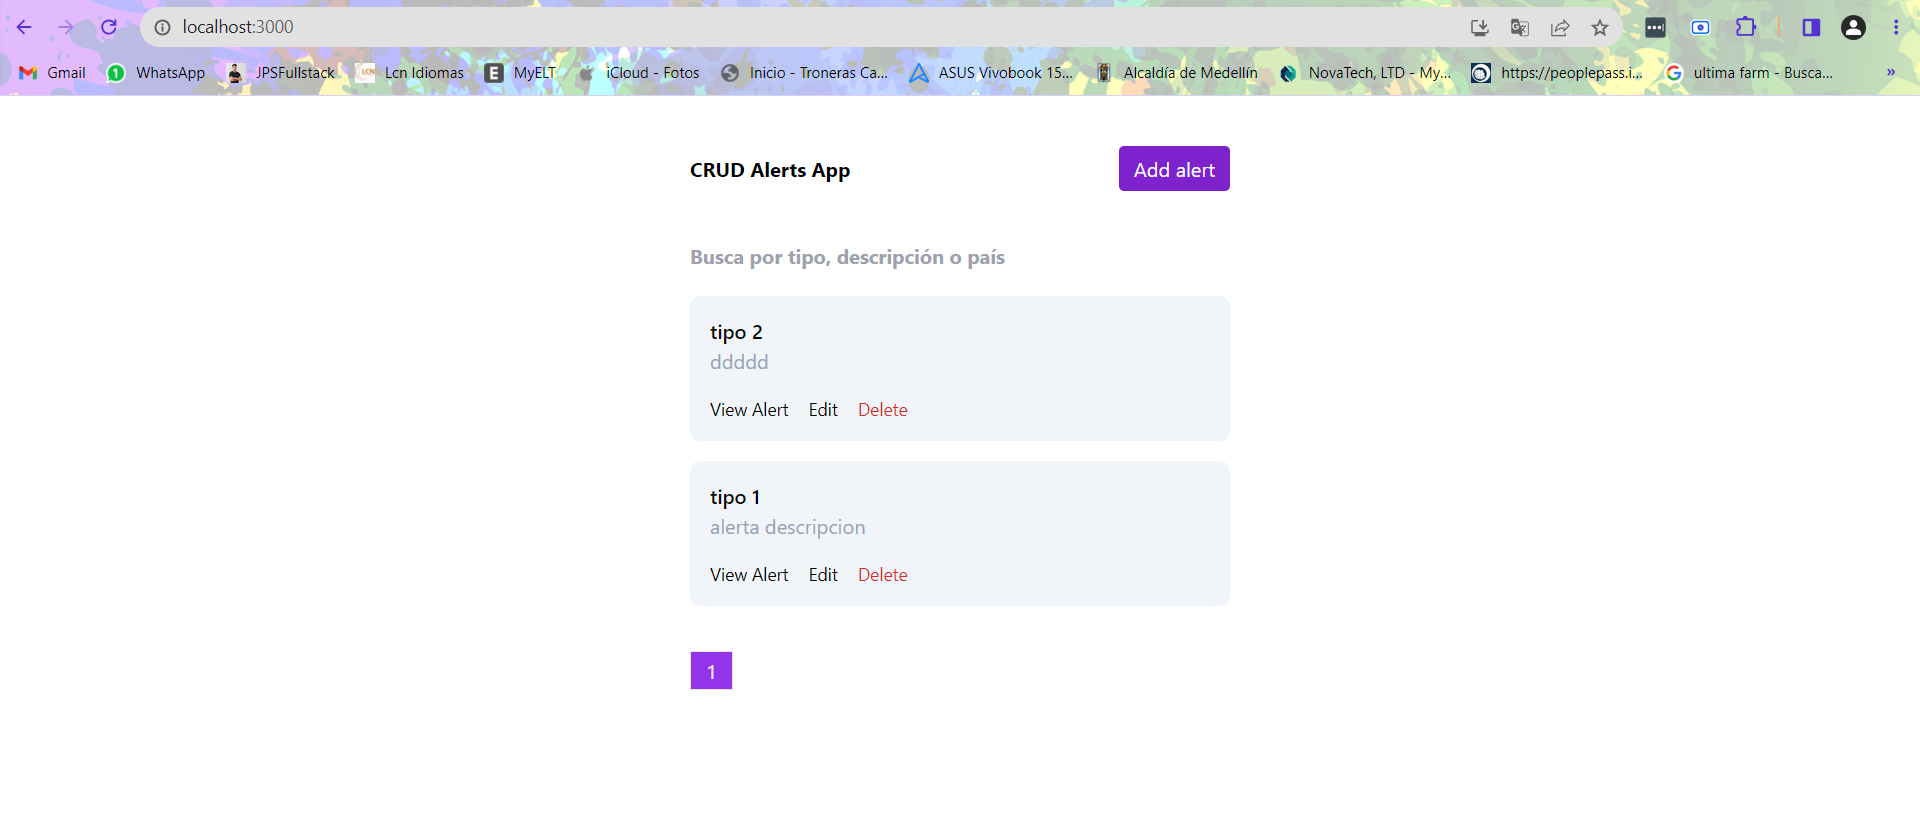 localhost:3000
Gmail WhatsApp JPSFullstack Lcn Idiomas MyELT iCloud - Fotos Inicio - Troneras Ca... ASUS Vivobook 15... Alcaldía de Medellín NovaTech, LTD - My... https://peoplepass.i... ultima farm - Busca... »
CRUD Alerts App Add alert
Busca por tipo, descripción o país
tipo 2
ddddd
View Alert Edit Delete
tipo 1
alerta descripcion
View Alert Edit Delete
1